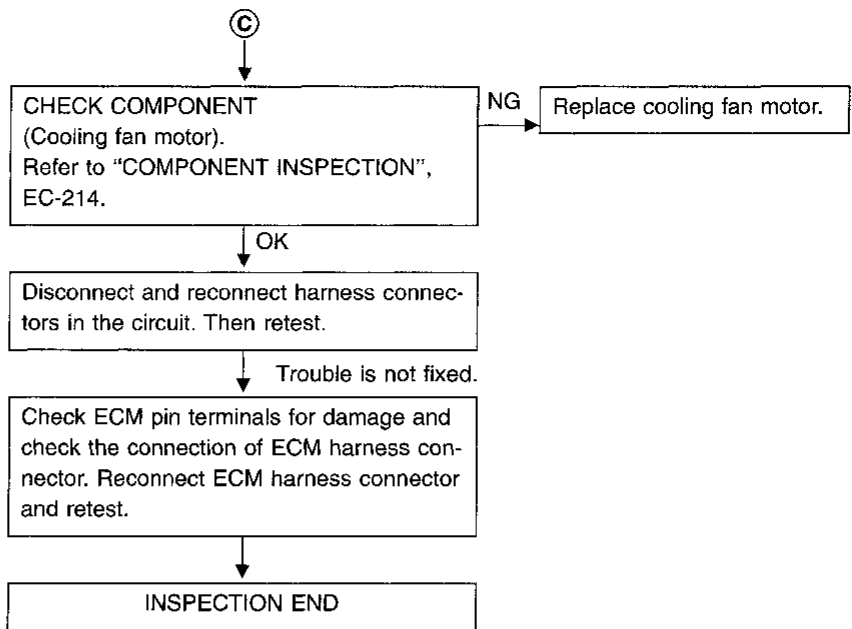 C
CHECK COMPONENT
(Cooling fan motor).
Refer to “COMPONENT INSPECTION”,
EC-214.
NG
Replace cooling fan motor.
OK
Disconnect and reconnect harness connec-
tors in the circuit. Then retest.
Trouble is not fixed.
Check ECM pin terminals for damage and
check the connection of ECM harness con-
nector. Reconnect ECM harness connector
and retest.
INSPECTION END